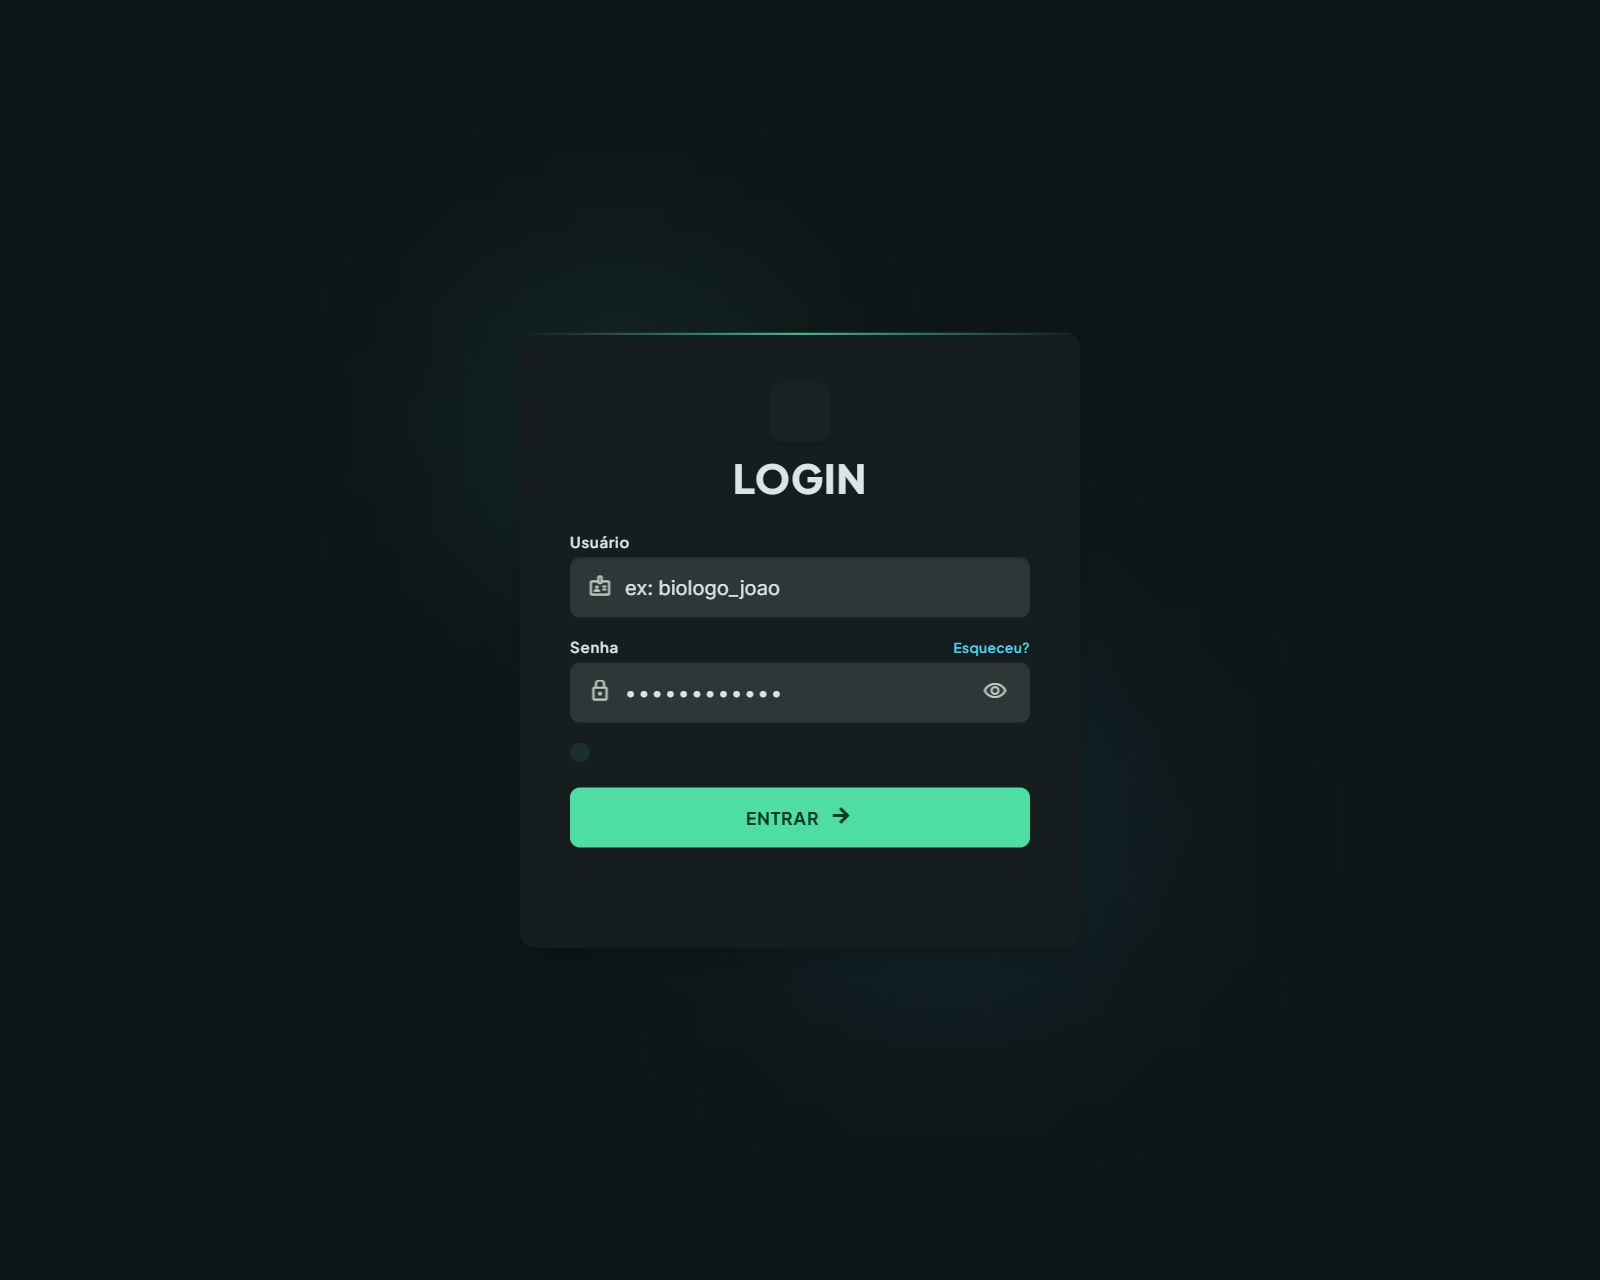 LOGIN
Usuário
ex: biologo_joao
Senha
Esqueceu?
••••••••••••
ENTRAR →